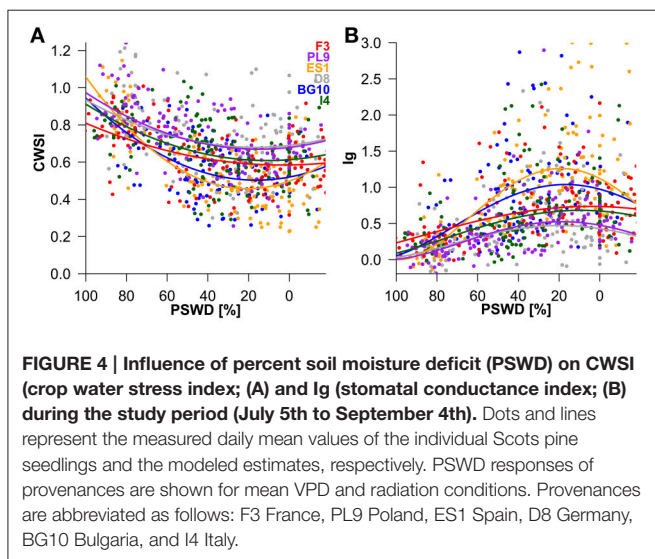 A
1.2
1.0
0.8
0.6
0.4
0.2
0.0
CWSI
F3
PL9
ES1
D8
BG10
I4
100 80 60 40 20 0
PSWD [%]
B
3.0
2.5
2.0
1.5
1.0
0.5
0.0
Ig
100 80 60 40 20 0
PSWD [%]
FIGURE 4 | Influence of percent soil moisture deficit (PSWD) on CWSI
(crop water stress index; (A) and Ig (stomatal conductance index; (B)
during the study period (July 5th to September 4th). Dots and lines
represent the measured daily mean values of the individual Scots pine
seedlings and the modeled estimates, respectively. PSWD responses of
provenances are shown for mean VPD and radiation conditions. Provenances
are abbreviated as follows: F3 France, PL9 Poland, ES1 Spain, D8 Germany,
BG10 Bulgaria, and I4 Italy.